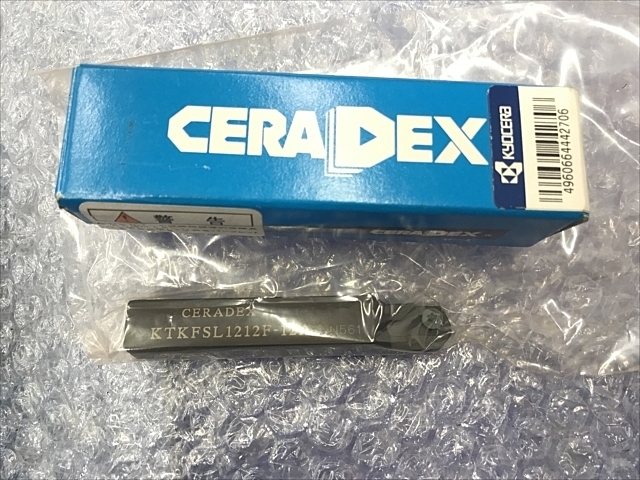 CERADEX
KYOCERA
4960664442706
警告
CERADEX
CERADEX
KTKFSL1212F-